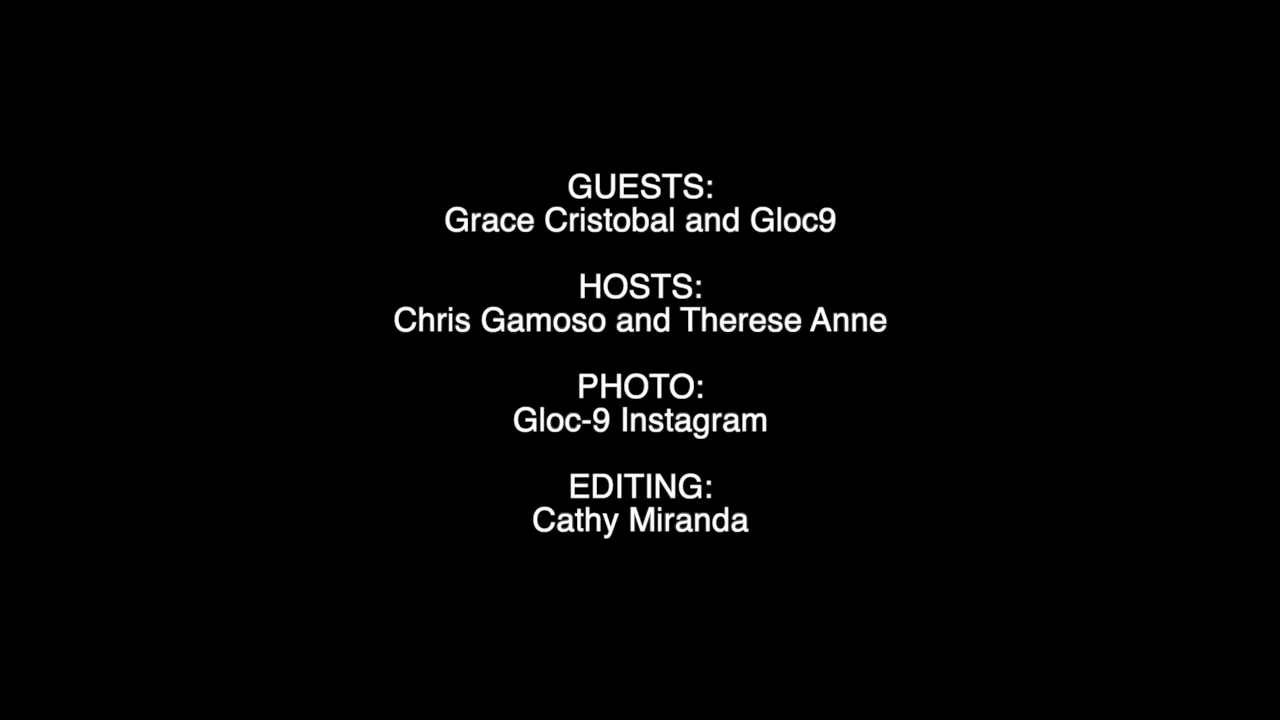 GUESTS:
Grace Cristobal and Gloc9
HOSTS:
Chris Gamoso and Therese Anne
PHOTO:
Gloc-9 Instagram
EDITING:
Cathy Miranda